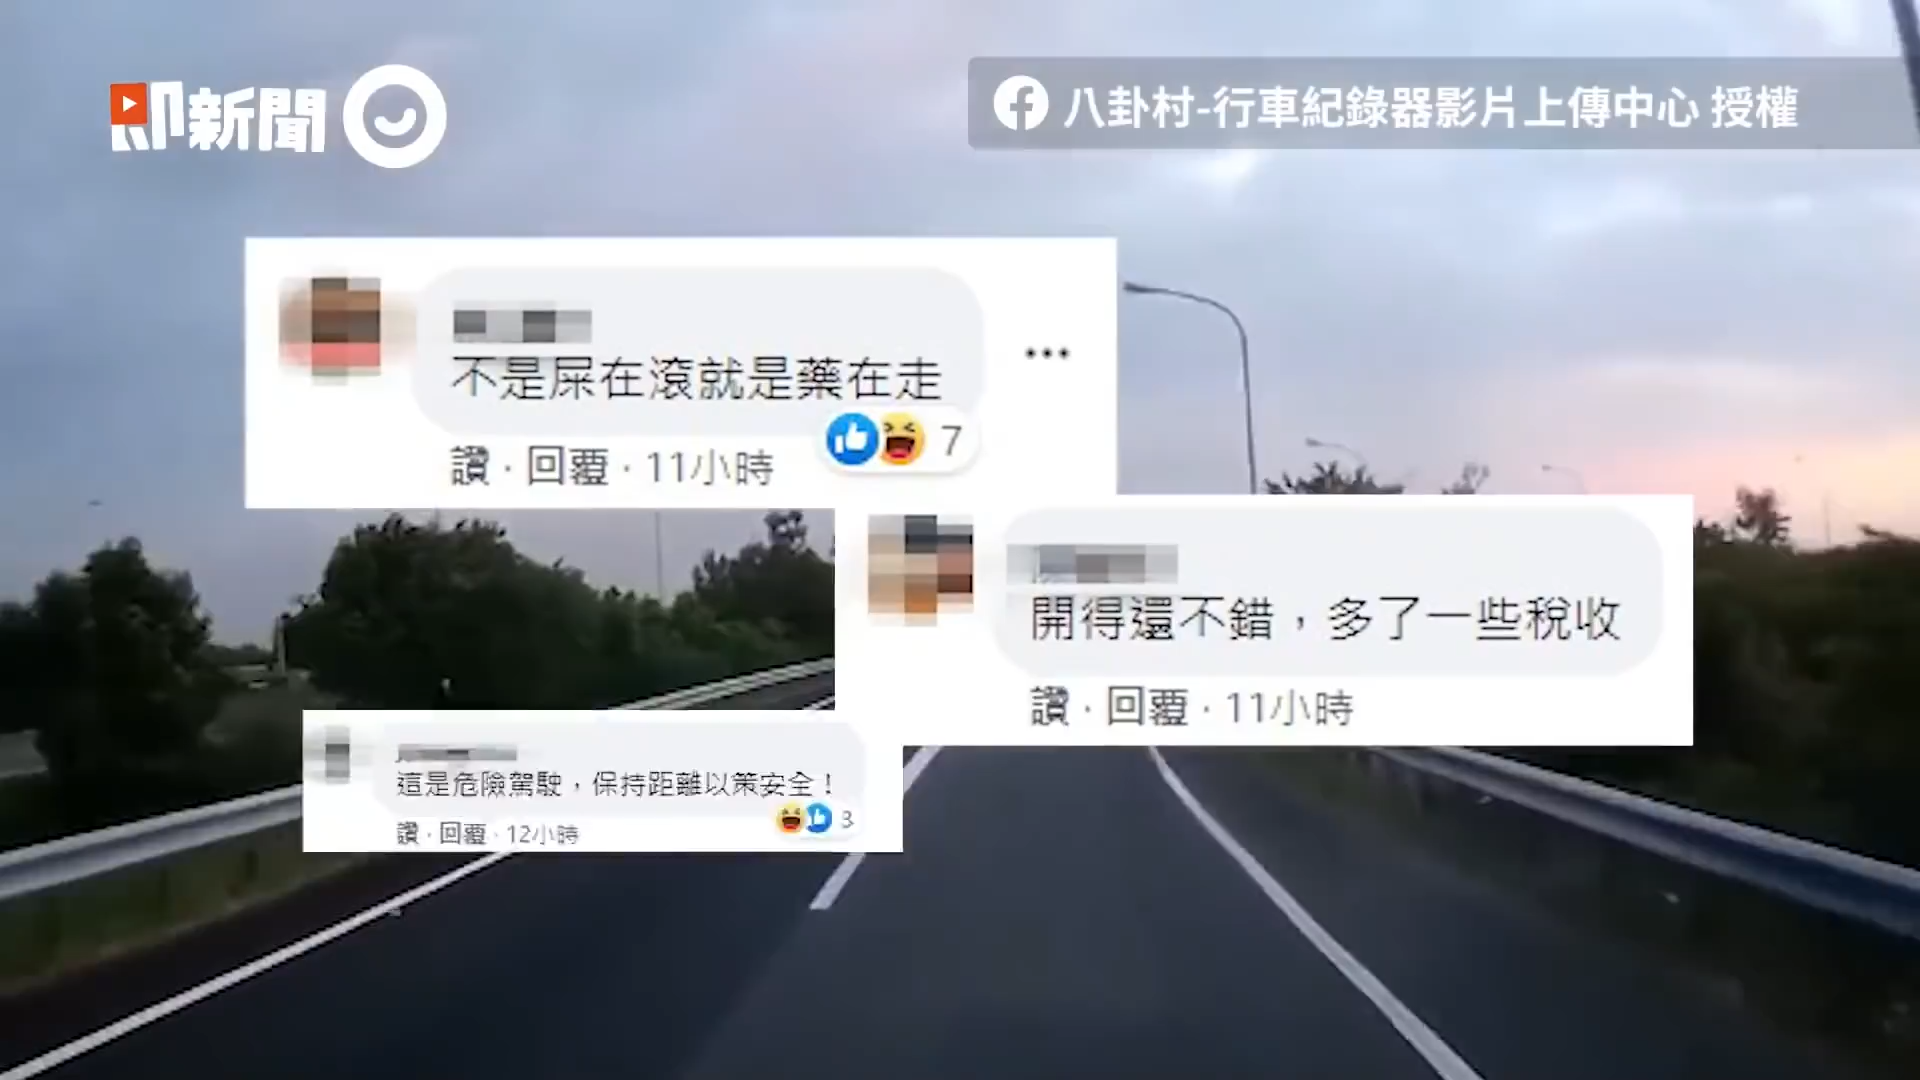 即新聞
八卦村-行車紀錄器影片上傳中心 授權
不是屎在滾就是藥在走
讚 · 回覆 · 11小時
7
開得還不錯，多了一些稅收
讚 · 回覆 · 11小時
這是危險駕駛，保持距離以策安全！
讚 · 回覆 · 12小時
3